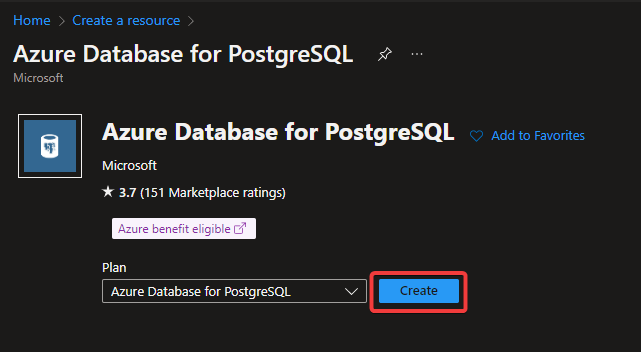 Home > Create a resource >
Azure Database for PostgreSQL ...
Microsoft
Azure Database for PostgreSQL Add to Favorites
Microsoft
★ 3.7 (151 Marketplace ratings)
Azure benefit eligible
Plan
Azure Database for PostgreSQL Create